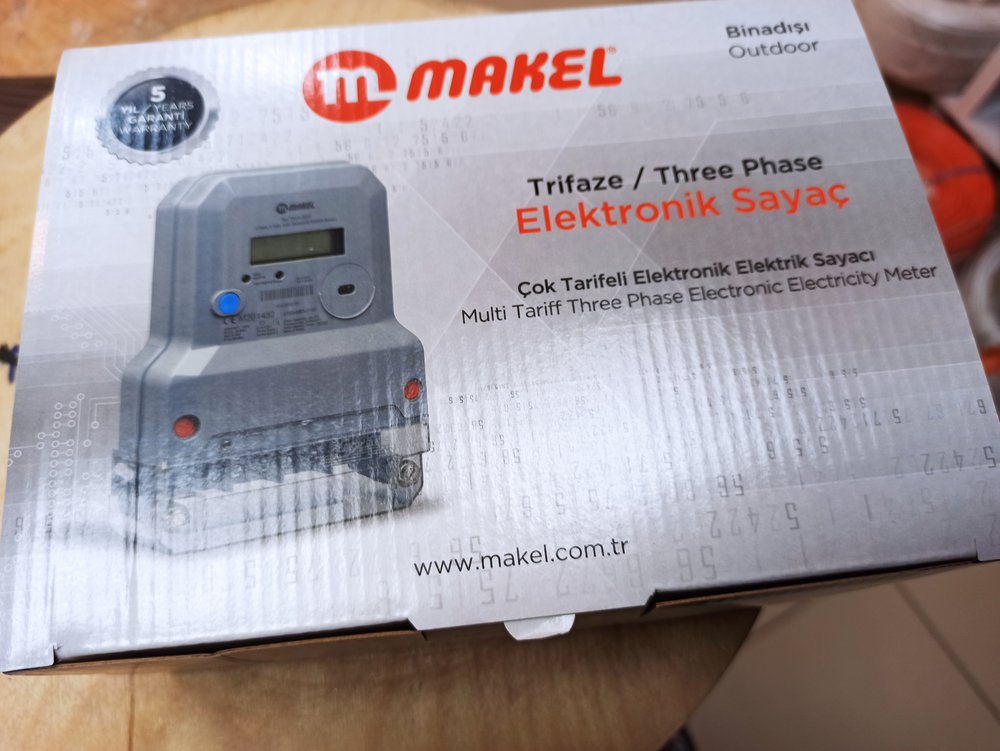 Binadışı
Outdoor
MAKEL
5
YIL / YEARS
GARANTİ
WARRANTY
Trifaze / Three Phase
Elektronik Sayaç
Çok Tarifeli Elektronik Elektrik Sayacı
Multi Tariff Three Phase Electronic Electricity Meter
MAKEL
www.makel.com.tr